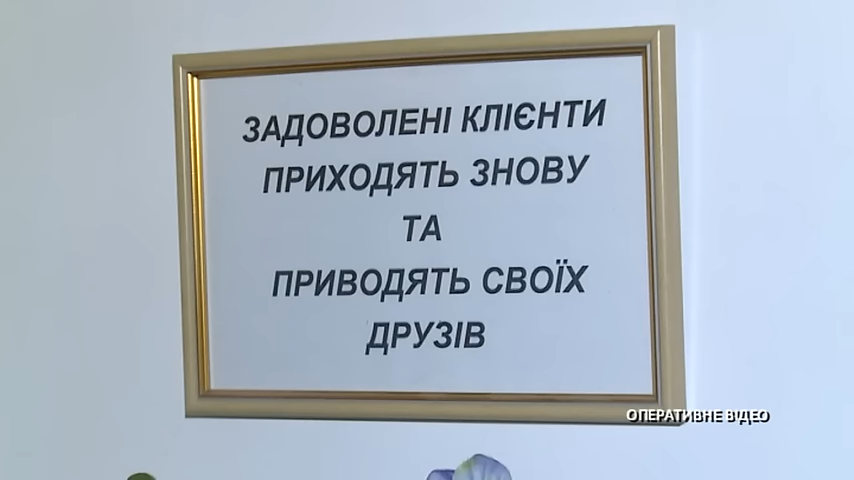 ЗАДОВОЛЕНІ КЛІЄНТИ
ПРИХОДЯТЬ ЗНОВУ
ТА
ПРИВОДЯТЬ СВОЇХ
ДРУЗІВ
ОПЕРАТИВНЕ ВІДЕО